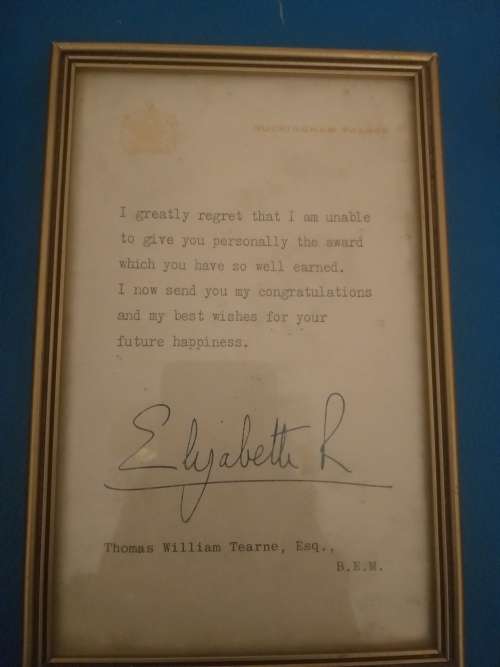 BUCKINGHAM PALACE
I greatly regret that I am unable
to give you personally the award
which you have so well earned.
I now send you my congratulations
and my best wishes for your
future happiness.
Elizabeth R
Thomas William Tearne, Esq.,
B.E.M.